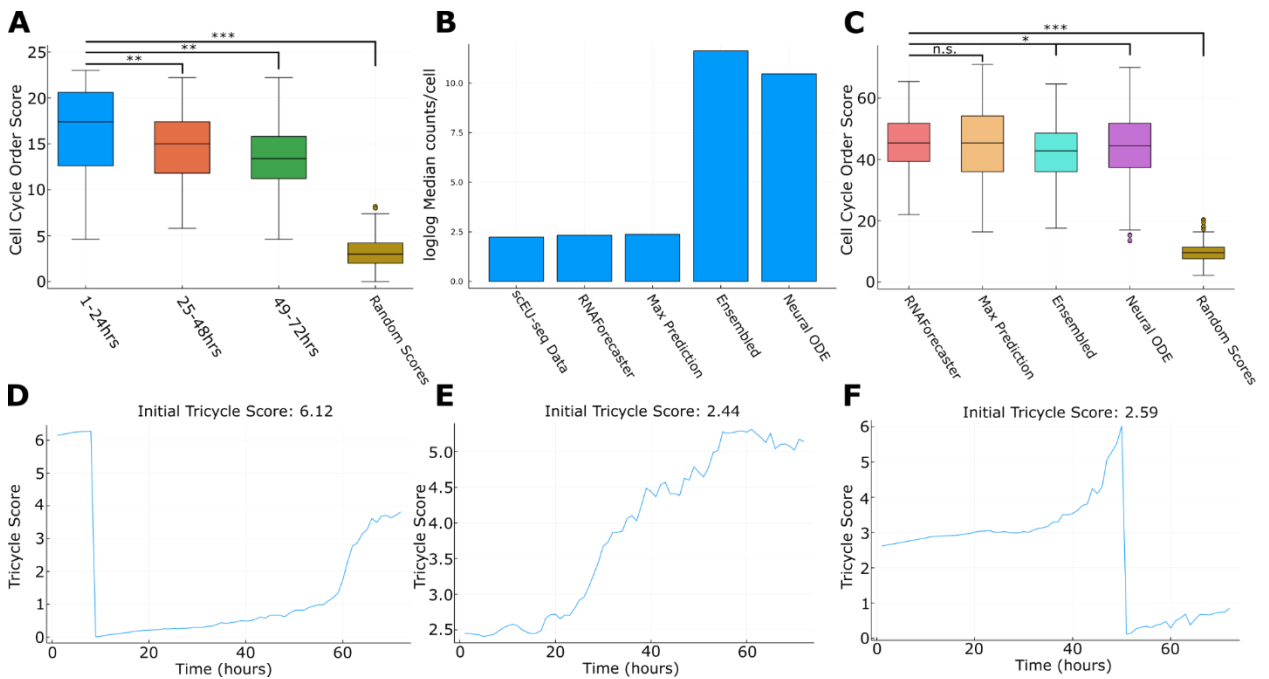 A
***
**
**
25
20
15
10
5
0
Cell Cycle Order Score
1-24hrs
25-48hrs
49-72hrs
Random Scores
B
10.0
7.5
5.0
2.5
0.0
loglog Median counts/cell
scEU-seq Data
RNAForecaster
Max Prediction
Ensembled
Neural ODE
C
***
*
n.s.
60
40
20
0
Cell Cycle Order Score
RNAForecaster
Max Prediction
Ensembled
Neural ODE
Random Scores
D
Initial Tricycle Score: 6.12
6
5
4
3
2
1
0
Tricycle Score
0
20
40
60
Time (hours)
E
Initial Tricycle Score: 2.44
5.0
4.5
4.0
3.5
3.0
2.5
Tricycle Score
0
20
40
60
Time (hours)
F
Initial Tricycle Score: 2.59
6
5
4
3
2
1
0
Tricycle Score
0
20
40
60
Time (hours)